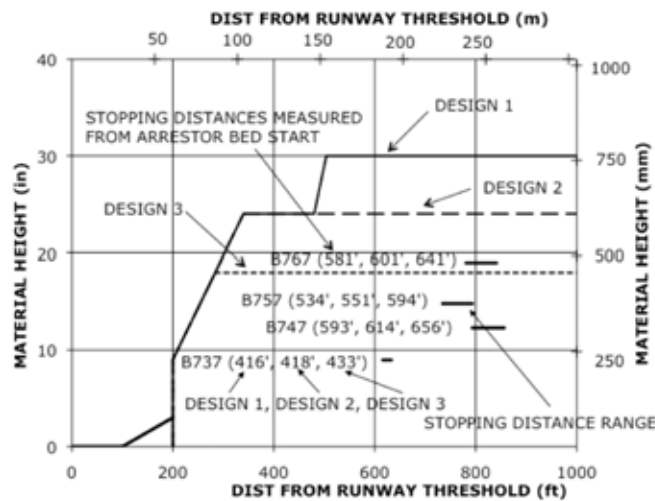 DIST FROM RUNWAY THRESHOLD (m)
0 50 100 150 200 250
40
1000
STOPPING DISTANCES MEASURED
FROM ARRESTOR BED START
DESIGN 1
30
750
DESIGN 3
DESIGN 2
20
B767 (581', 601', 641')
500
B757 (534', 551', 594')
B747 (593', 614', 656')
10
B737 (416', 418', 433')
250
DESIGN 1, DESIGN 2, DESIGN 3
STOPPING DISTANCE RANGE
0
0 200 400 600 800 1000
DIST FROM RUNWAY THRESHOLD (ft)
MATERIAL HEIGHT (in)
MATERIAL HEIGHT (mm)